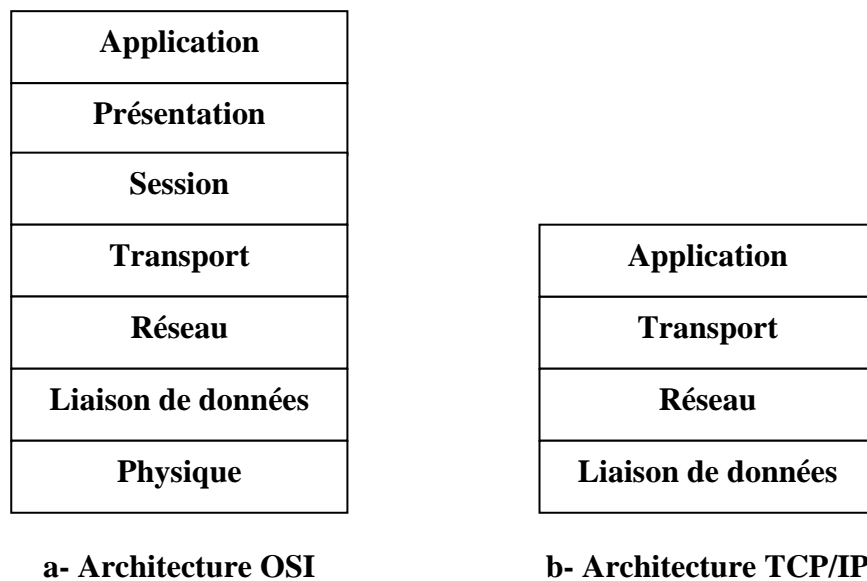 Application
Présentation
Session
Transport
Réseau
Liaison de données
Physique
a- Architecture OSI
Application
Transport
Réseau
Liaison de données
b- Architecture TCP/IP